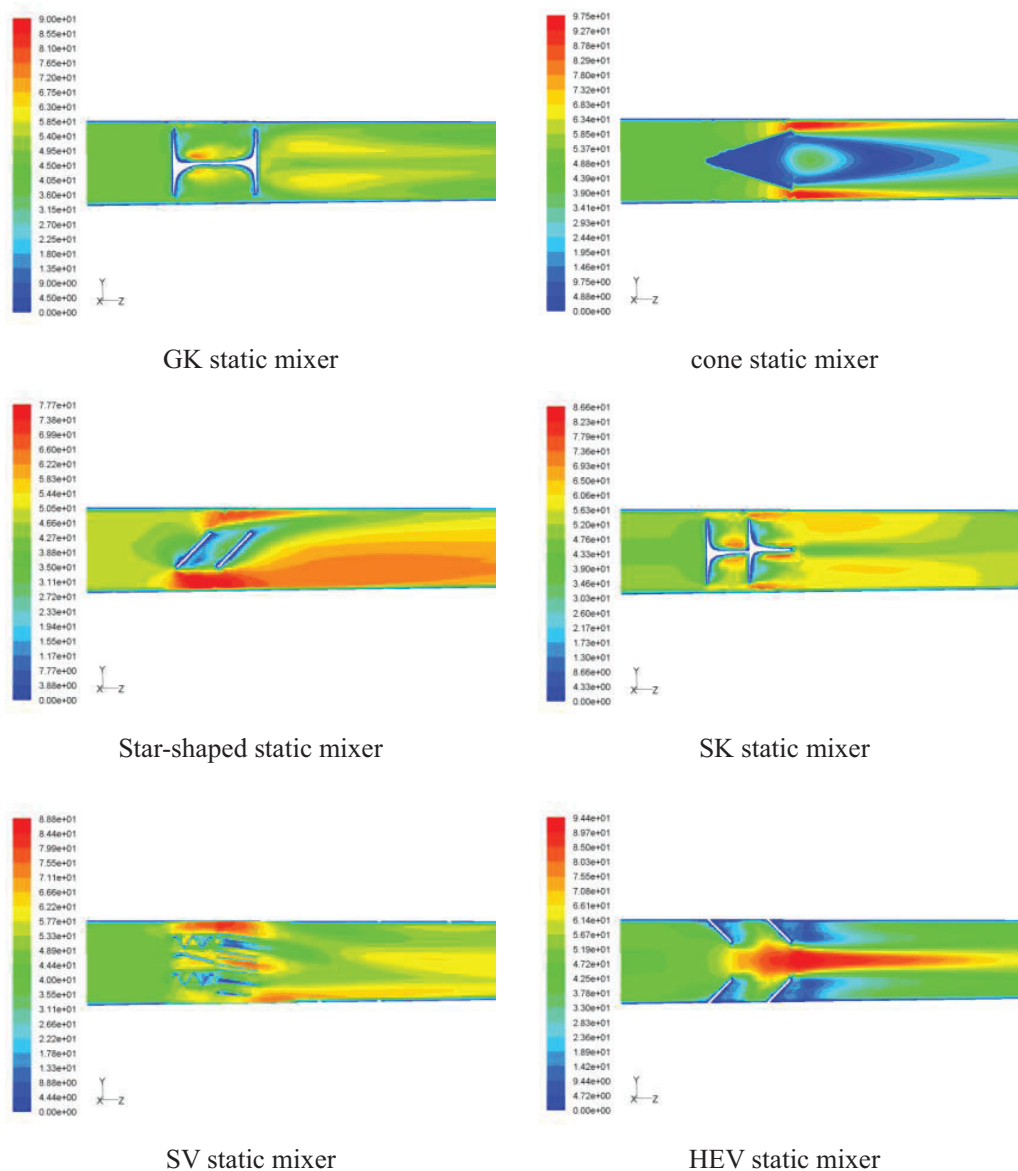 9.00e+01
8.55e+01
8.10e+01
7.65e+01
7.20e+01
6.75e+01
6.30e+01
5.85e+01
5.40e+01
4.95e+01
4.50e+01
4.05e+01
3.60e+01
3.15e+01
2.70e+01
2.25e+01
1.80e+01
1.35e+01
9.00e+00
4.50e+00
0.00e+00
Y
X Z
GK static mixer
9.75e+01
9.27e+01
8.78e+01
8.29e+01
7.80e+01
7.32e+01
6.83e+01
6.34e+01
5.85e+01
5.37e+01
4.88e+01
4.39e+01
3.90e+01
3.41e+01
2.93e+01
2.44e+01
1.95e+01
1.46e+01
9.75e+00
4.88e+00
0.00e+00
Y
X Z
cone static mixer
7.77e+01
7.38e+01
6.99e+01
6.60e+01
6.22e+01
5.83e+01
5.44e+01
5.05e+01
4.66e+01
4.27e+01
3.88e+01
3.50e+01
3.11e+01
2.72e+01
2.33e+01
1.94e+01
1.55e+01
1.17e+01
7.77e+00
3.88e+00
0.00e+00
Y
X Z
Star-shaped static mixer
8.66e+01
8.23e+01
7.79e+01
7.36e+01
6.93e+01
6.50e+01
6.06e+01
5.63e+01
5.20e+01
4.76e+01
4.33e+01
3.90e+01
3.46e+01
3.03e+01
2.60e+01
2.17e+01
1.73e+01
1.30e+01
8.66e+00
4.33e+00
0.00e+00
Y
X Z
SK static mixer
8.88e+01
8.44e+01
7.99e+01
7.55e+01
7.11e+01
6.66e+01
6.22e+01
5.77e+01
5.33e+01
4.89e+01
4.44e+01
4.00e+01
3.55e+01
3.11e+01
2.66e+01
2.22e+01
1.78e+01
1.33e+01
8.88e+00
4.44e+00
0.00e+00
Y
X Z
SV static mixer
9.44e+01
8.97e+01
8.50e+01
8.03e+01
7.55e+01
7.08e+01
6.61e+01
6.14e+01
5.67e+01
5.19e+01
4.72e+01
4.25e+01
3.78e+01
3.30e+01
2.83e+01
2.36e+01
1.89e+01
1.42e+01
9.44e+00
4.72e+00
0.00e+00
Y
X Z
HEV static mixer